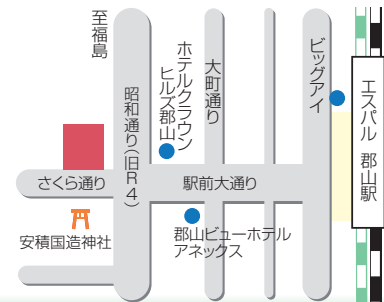 至福島
昭和通り(旧R4)
ホテルクラウン
ヒルズ郡山
大町通り
ビッグアイ
エスパル 郡山駅
さくら通り
駅前大通り
安積国造神社
郡山ビューホテル
アネックス